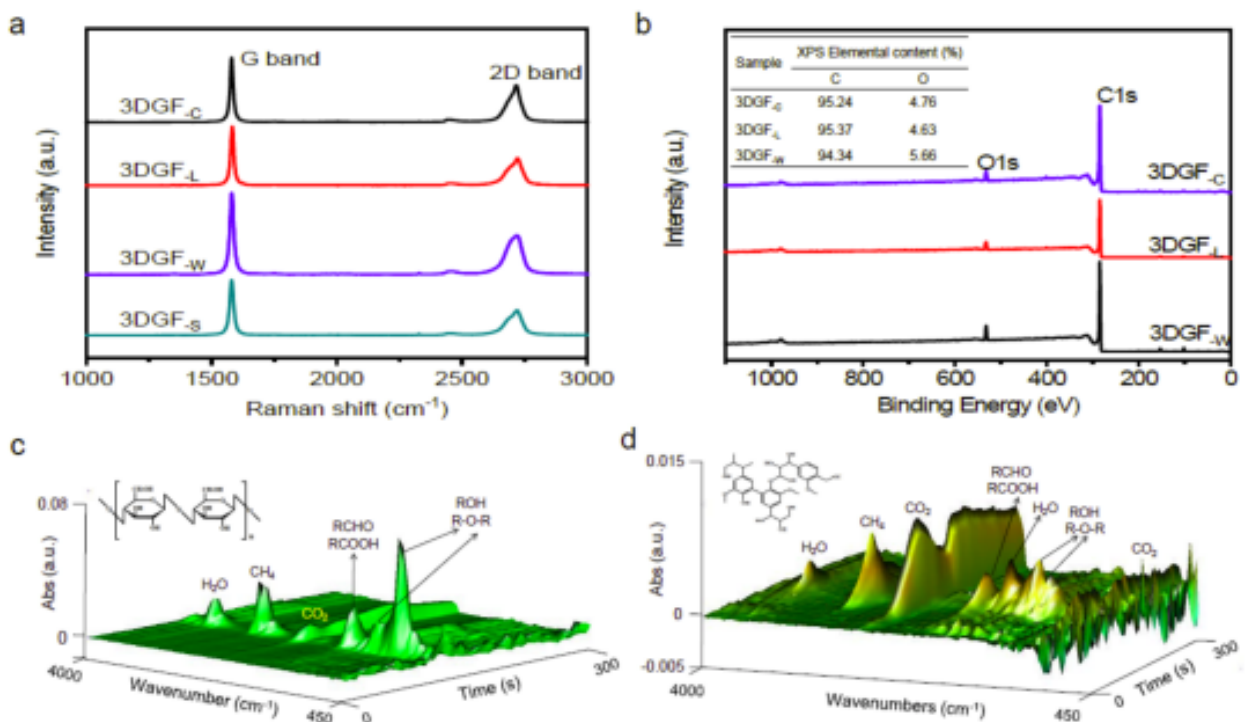 a
G band
2D band
3DGF-C
3DGF-L
3DGF-W
3DGF-S
Intensity (a.u.)
1000 1500 2000 2500 3000
Raman shift (cm-1)
b
Sample XPS Elemental content (%)
C O
3DGF-C 95.24 4.76
3DGF-L 95.37 4.63
3DGF-W 94.34 5.66
C1s
O1s
3DGF-C
3DGF-L
3DGF-W
Intensity (a.u.)
1000 800 600 400 200 0
Binding Energy (eV)
c
0.08
0
Abs (a.u.)
H2O
CH4
CO2
RCHO
RCOOH
ROH
R-O-R
4000
Wavenumber (cm-1)
450
0
Time (s)
300
d
0.015
0
-0.005
Abs (a.u.)
H2O
CH4
CO2
RCHO
RCOOH
H2O
ROH
R-O-R
CO2
4000
Wavenumbers (cm-1)
450
0
Time (s)
300